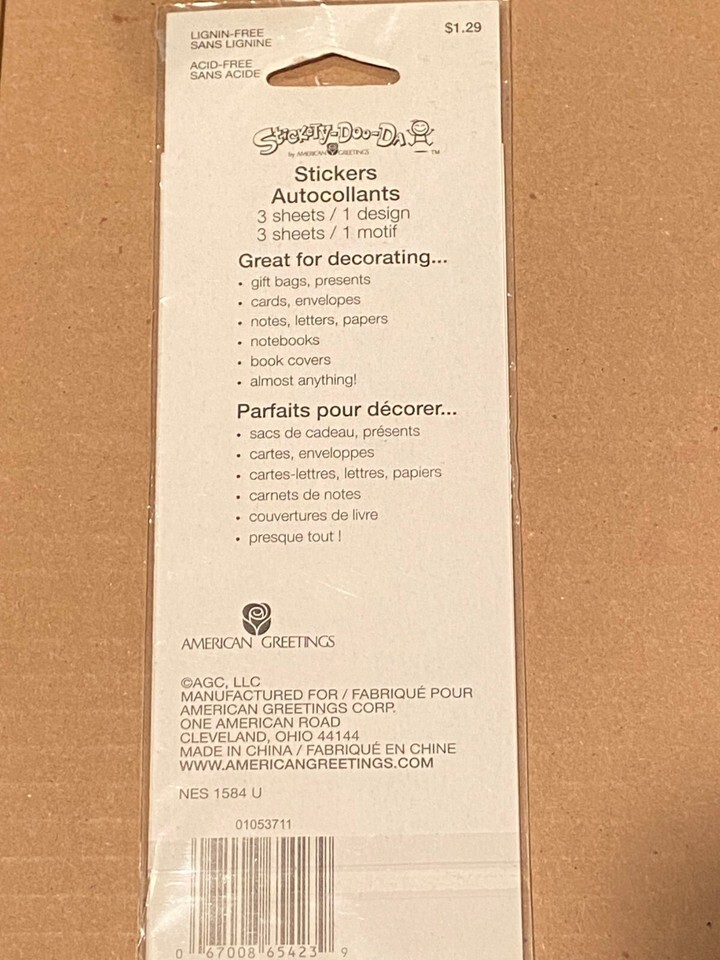 LIGNIN-FREE
SANS LIGNINE
ACID-FREE
SANS ACIDE
$1.29
STICKITY-DOO-DA
by AMERICAN GREETINGS
TM
Stickers
Autocollants
3 sheets / 1 design
3 sheets / 1 motif
Great for decorating...
• gift bags, presents
• cards, envelopes
• notes, letters, papers
• notebooks
• book covers
• almost anything!
Parfaits pour décorer...
• sacs de cadeau, présents
• cartes, enveloppes
• cartes-lettres, lettres, papiers
• carnets de notes
• couvertures de livre
• presque tout !
AMERICAN GREETINGS
©AGC, LLC
MANUFACTURED FOR / FABRIQUÉ POUR
AMERICAN GREETINGS CORP.
ONE AMERICAN ROAD
CLEVELAND, OHIO 44144
MADE IN CHINA / FABRIQUÉ EN CHINE
WWW.AMERICANGREETINGS.COM
NES 1584 U
01053711
0 67008 65423 9